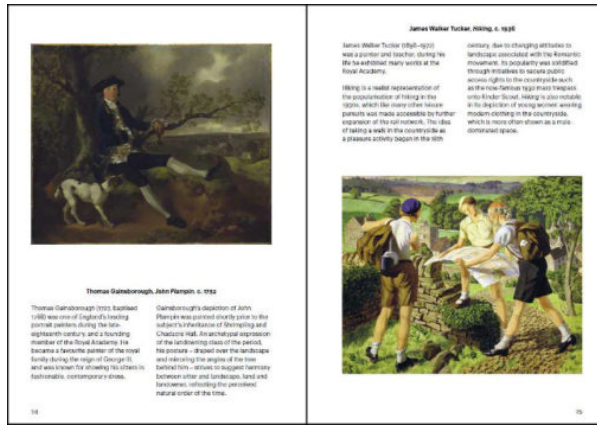 Thomas Gainsborough, John Plampin, c. 1752
Thomas Gainsborough (1727, baptised
1788) was one of England's leading
portrait painters during the late-
eighteenth century, and a founding
member of the Royal Academy. He
became a favourite painter of the royal
family during the reign of George III,
and was known for showing his sitters in
fashionable, contemporary dress.
Gainsborough's depiction of John
Plampin was painted shortly prior to the
subject's inheritance of Shimpling and
Chadacre Hall. An archetypal expression
of the landowning class of the period,
his posture – draped over the landscape
and mirroring the angles of the tree
behind him – strives to suggest harmony
between sitter and landscape, land and
landowner, reflecting the perceived
natural order of the time.
James Walker Tucker, Hiking, c. 1936
James Walker Tucker (1898–1972)
was a painter and teacher, during his
life he exhibited many works at the
Royal Academy.
Hiking is a realist representation of
the popularisation of hiking in the
1930s, which like many other leisure
pursuits was made accessible by further
expansion of the rail network. The idea
of taking a walk in the countryside as
a pleasure activity began in the 18th
century, due to changing attitudes to
landscape associated with the Romantic
movement. Its popularity was solidified
through initiatives to secure public
access rights to the countryside such
as the now-famous 1932 mass trespass
onto Kinder Scout. Hiking is also notable
in its depiction of young women wearing
modern clothing in the countryside,
which is more often shown as a male
dominated space.
15